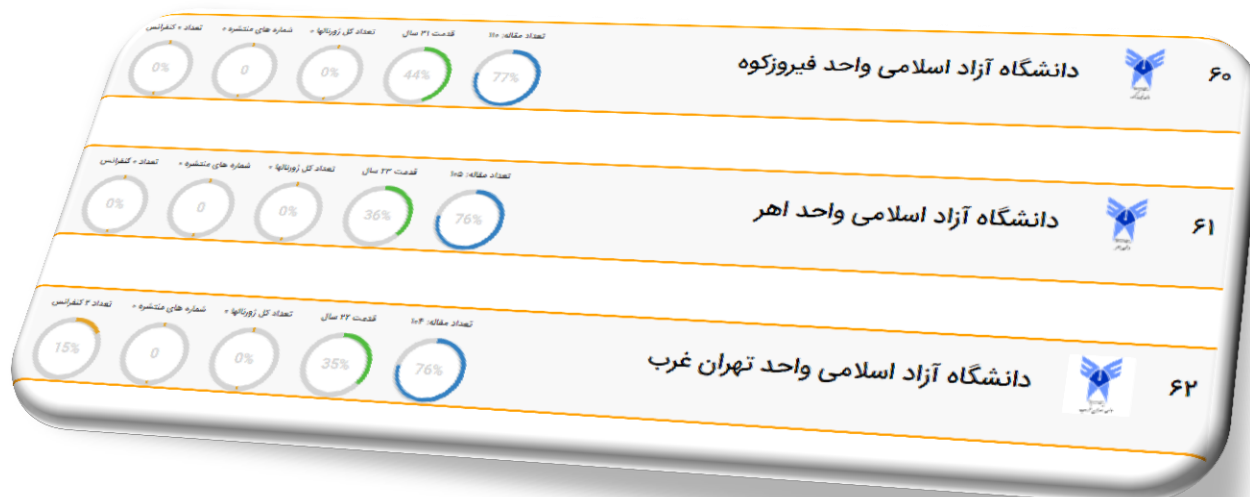 ۶۰
دانشگاه آزاد اسلامی واحد فیروزکوه
تعداد مقاله: ۱۱۰
77%
قدمت ۳۱ سال
44%
تعداد کل ژورنالها ۰
0%
شماره های منتشره ۰
0
تعداد ۰ کنفرانس
0%
۶۱
دانشگاه آزاد اسلامی واحد اهر
تعداد مقاله: ۱۰۵
76%
قدمت ۲۳ سال
36%
تعداد کل ژورنالها ۰
0%
شماره های منتشره ۰
0
تعداد ۰ کنفرانس
0%
۶۲
دانشگاه آزاد اسلامی واحد تهران غرب
تعداد مقاله: ۱۰۴
76%
قدمت ۲۲ سال
35%
تعداد کل ژورنالها ۰
0%
شماره های منتشره ۰
0
تعداد ۲ کنفرانس
15%